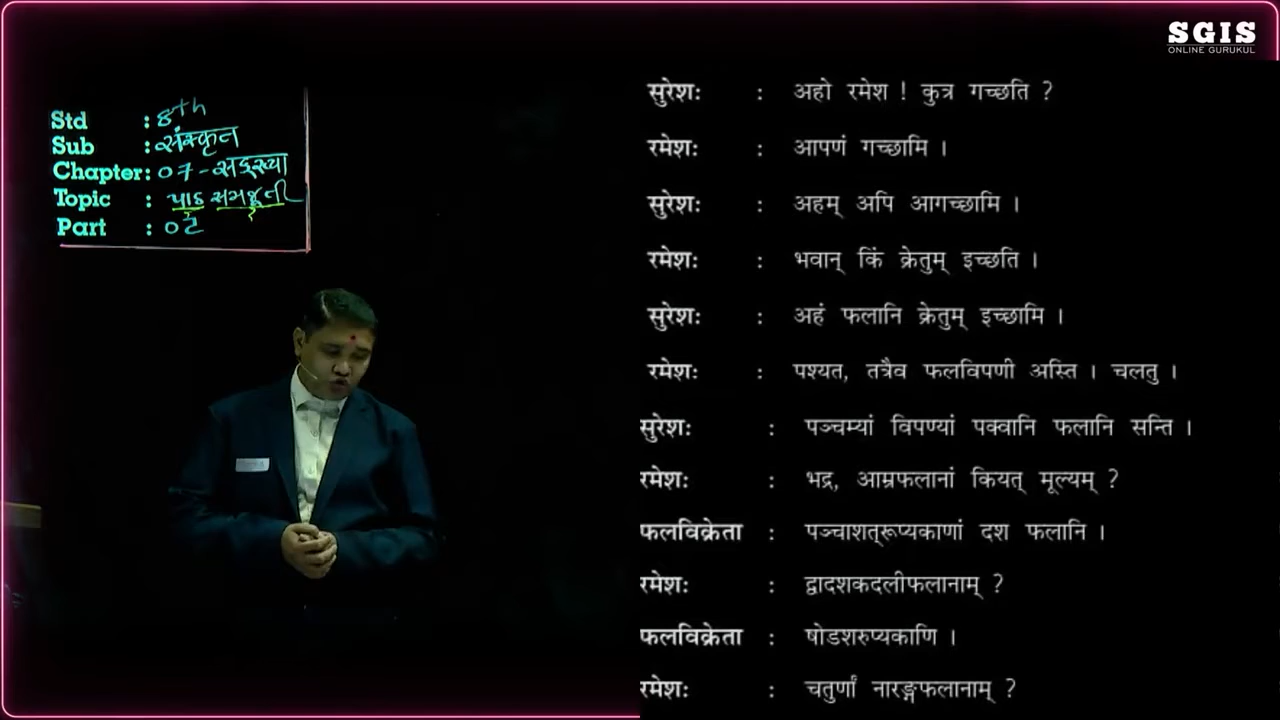 SGIS
ONLINE GURUKUL
Std : 8th
Sub : संस्कृत
Chapter : 07 - सङ्ख्या
Topic : પાઠ સમજૂતી
Part : 02
सुरेशः : अहो रमेश ! कुत्र गच्छति ?
रमेशः : आपणं गच्छामि ।
सुरेशः : अहम् अपि आगच्छामि ।
रमेशः : भवान् किं क्रेतुम् इच्छति ।
सुरेशः : अहं फलानि क्रेतुम् इच्छामि ।
रमेशः : पश्यत, तत्रैव फलविपणी अस्ति । चलतु ।
सुरेशः : पञ्चम्यां विपण्यां पक्वानि फलानि सन्ति ।
रमेशः : भद्र, आम्रफलानां कियत् मूल्यम् ?
फलविक्रेता : पञ्चाशत्रूप्यकाणां दश फलानि ।
रमेशः : द्वादशकदलीफलानाम् ?
फलविक्रेता : षोडशरुप्यकाणि ।
रमेशः : चतुर्णां नारङ्गफलानाम् ?